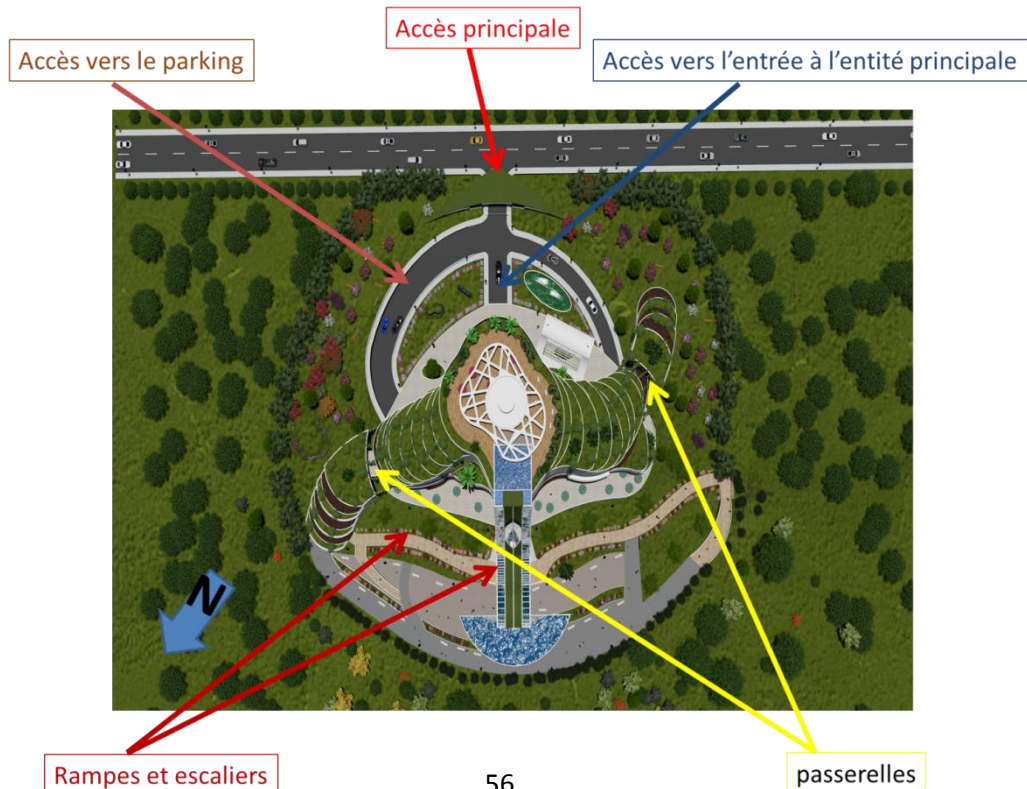 Accès principale
Accès vers le parking
Accès vers l'entrée à l'entité principale
N
Rampes et escaliers
56
passerelles